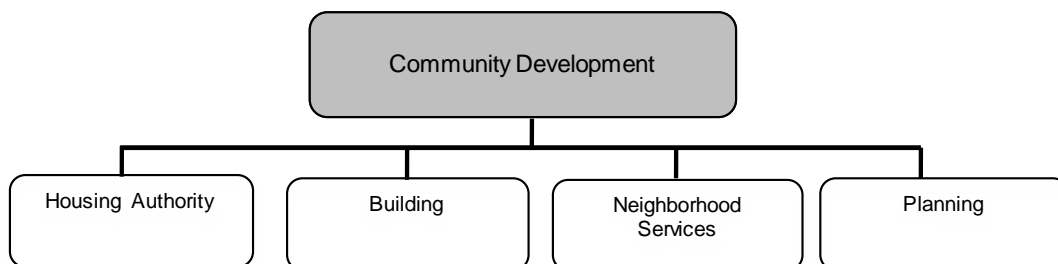 Community Development
Housing Authority
Building
Neighborhood
Services
Planning